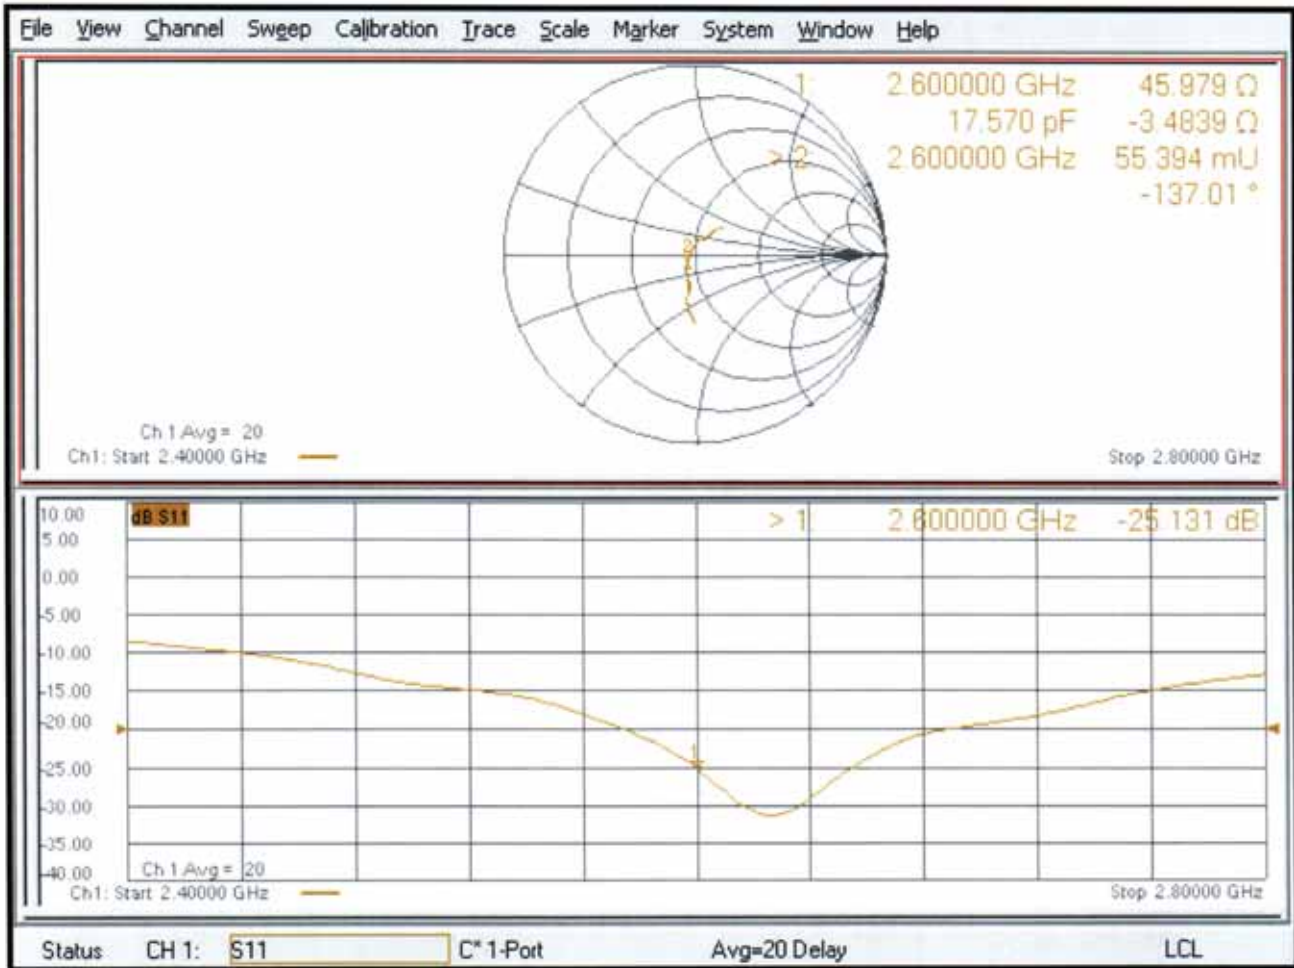 File View Channel Sweep Calibration Trace Scale Marker System Window Help
1: 2.600000 GHz 45.979 Ω
17.570 pF -3.4839 Ω
> 2 2.600000 GHz 55.394 mU
-137.01 °
Ch 1 Avg = 20
Ch1: Start 2.40000 GHz Stop 2.80000 GHz
10.00 dB S11 > 1 2.600000 GHz -25.131 dB
5.00
0.00
-5.00
-10.00
-15.00
-20.00
-25.00
-30.00
-35.00
-40.00
1
Ch 1 Avg = 20
Ch1: Start 2.40000 GHz Stop 2.80000 GHz
Status CH 1: S11 C* 1-Port Avg=20 Delay LCL